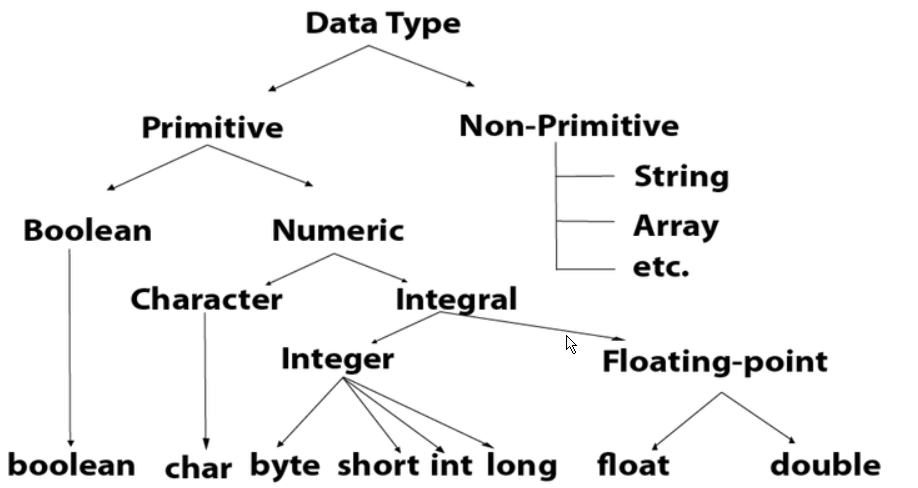 Data Type
Primitive
Non-Primitive
String
Boolean
Numeric
Array
etc.
Character
Integral
Integer
Floating-point
boolean
char
byte
short
int
long
float
double